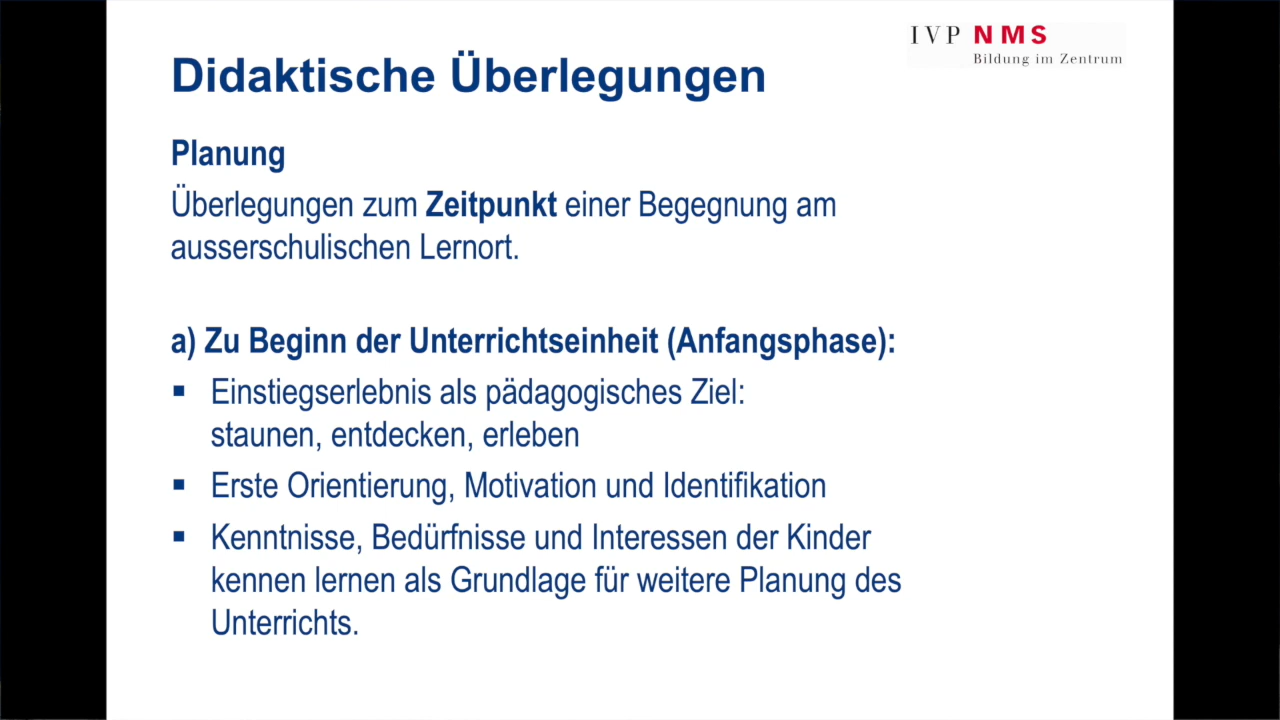 IVP NMS
Bildung im Zentrum
Didaktische Überlegungen
Planung
Überlegungen zum Zeitpunkt einer Begegnung am
ausserschulischen Lernort.
a) Zu Beginn der Unterrichtseinheit (Anfangsphase):
▪ Einstiegserlebnis als pädagogisches Ziel:
staunen, entdecken, erleben
▪ Erste Orientierung, Motivation und Identifikation
▪ Kenntnisse, Bedürfnisse und Interessen der Kinder
kennen lernen als Grundlage für weitere Planung des
Unterrichts.